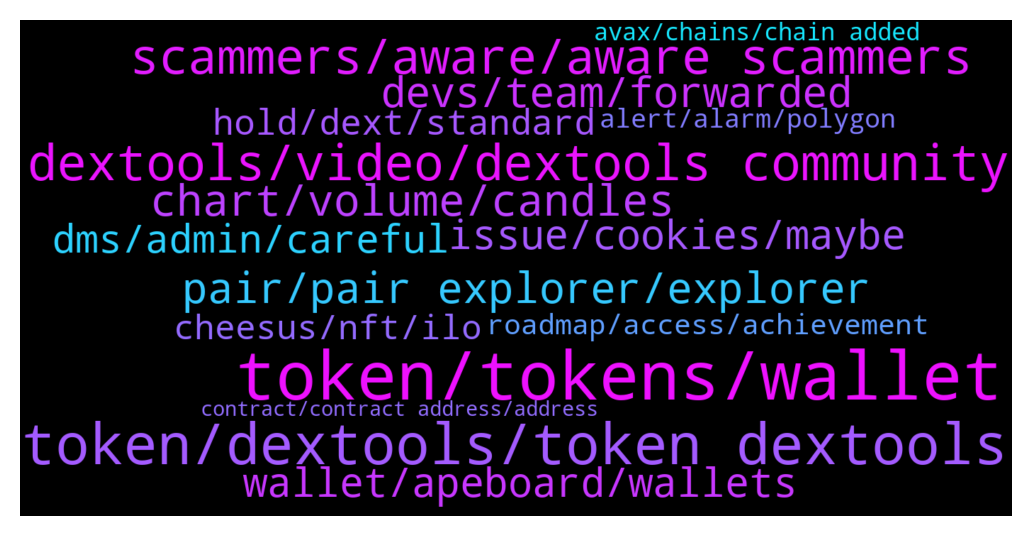 avax/chains/chain added
scammers/aware/aware scammers
devs/team/forwarded
hold/dext/standard
alert/alarm/polygon
dextools/video/dextools community
chart/volume/candles
dms/admin/careful
issue/cookies/maybe
pair/pair explorer/explorer
cheesus/nft/ilo
roadmap/access/achievement
token/tokens/wallet
contract/contract address/address
token/dextools/token dextools
wallet/apeboard/wallets